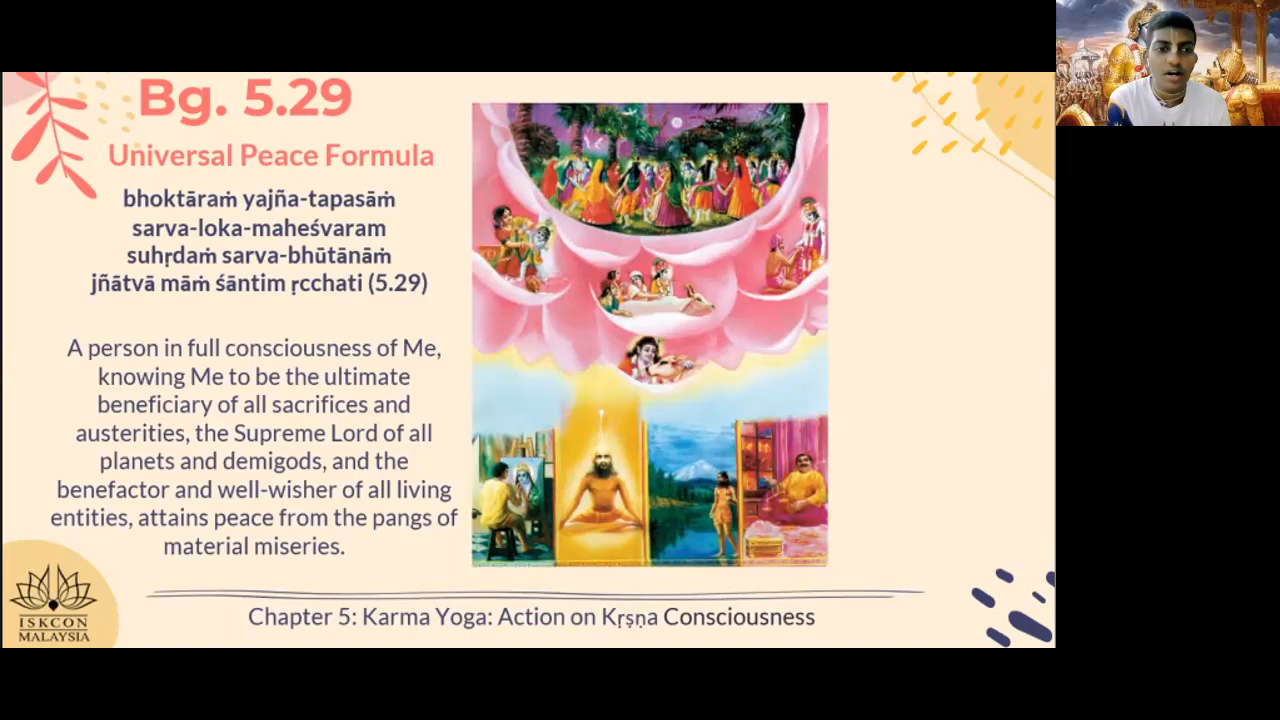 Bg. 5.29
Universal Peace Formula
bhoktāraṁ yajña-tapasāṁ
sarva-loka-maheśvaram
suhṛdaṁ sarva-bhūtānāṁ
jñātvā māṁ śāntim ṛcchati (5.29)
A person in full consciousness of Me,
knowing Me to be the ultimate
beneficiary of all sacrifices and
austerities, the Supreme Lord of all
planets and demigods, and the
benefactor and well-wisher of all living
entities, attains peace from the pangs of
material miseries.
ISKCON
MALAYSIA
Chapter 5: Karma Yoga: Action on Kṛṣṇa Consciousness